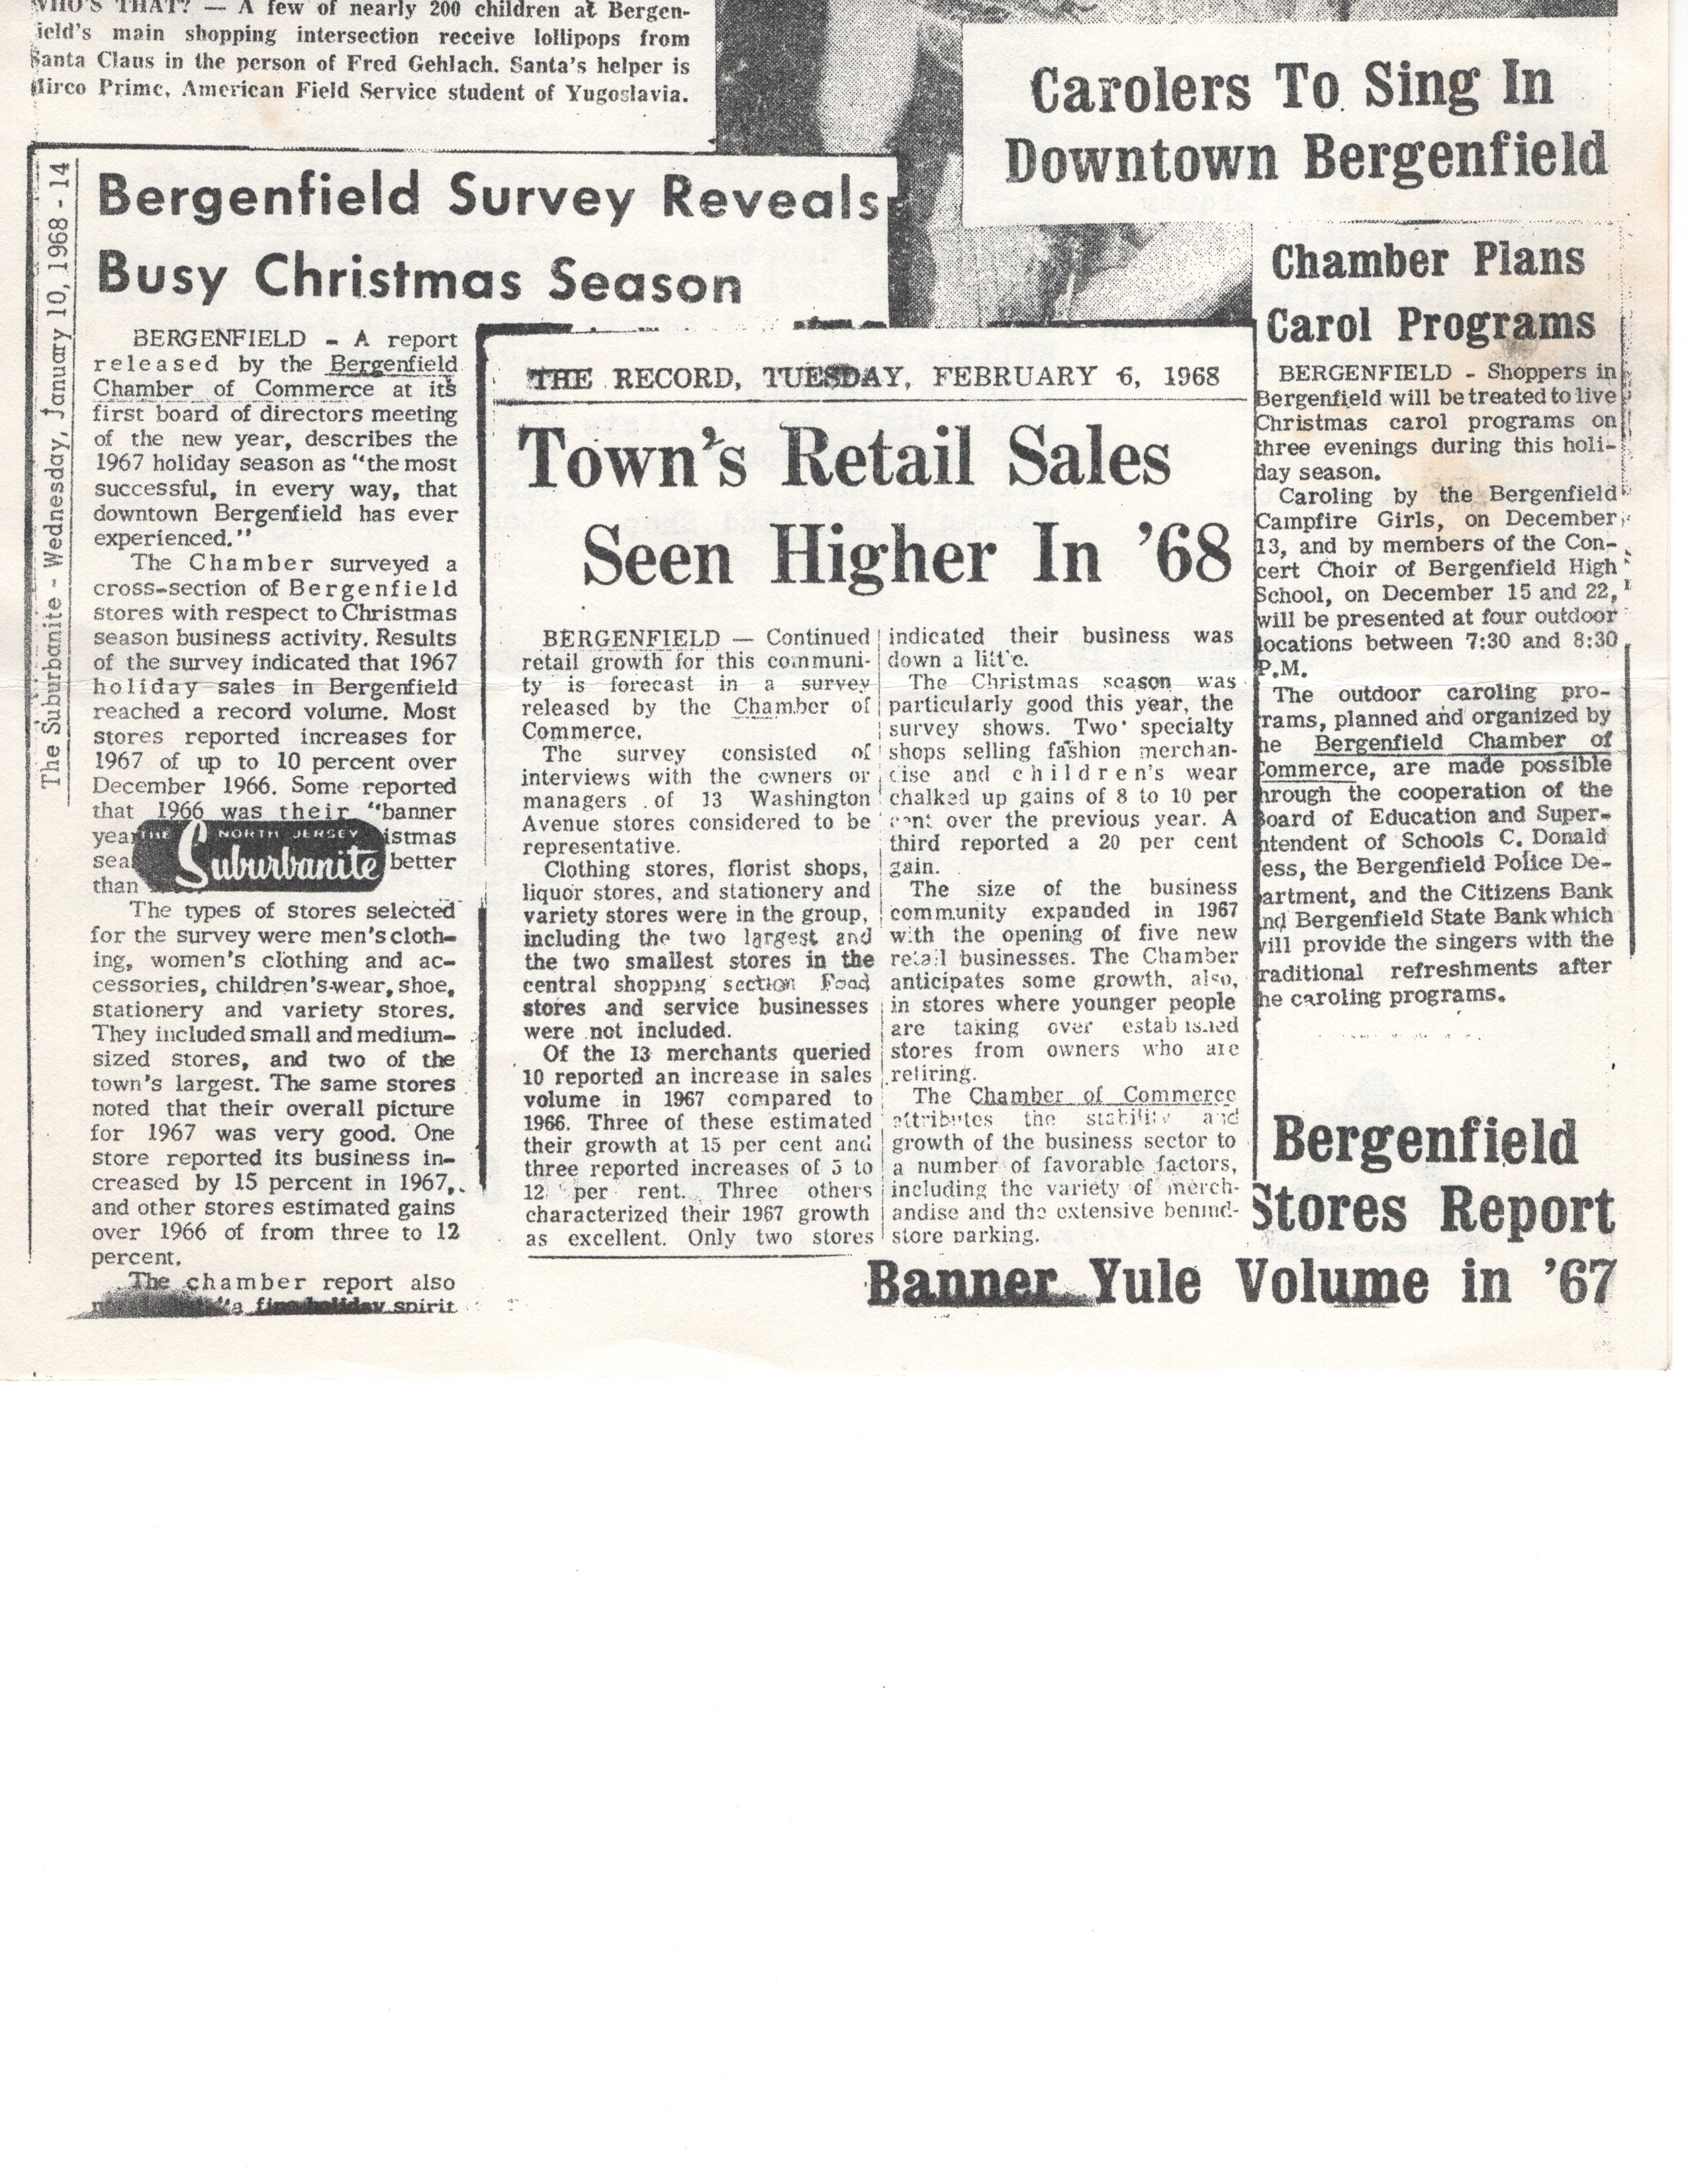 WHO'S THAT? — A few of nearly 200 children at Bergen-
field's main shopping intersection receive lollipops from
Santa Claus in the person of Fred Gehlach. Santa's helper is
Mirco Primc, American Field Service student of Yugoslavia.
Carolers To Sing In
Downtown Bergenfield
The Suburbanite - Wednesday, January 10, 1968 - 14
Bergenfield Survey Reveals
Busy Christmas Season
BERGENFIELD - A report
released by the Bergenfield
Chamber of Commerce at its
first board of directors meeting
of the new year, describes the
1967 holiday season as "the most
successful, in every way, that
downtown Bergenfield has ever
experienced."
The Chamber surveyed a
cross-section of Bergenfield
stores with respect to Christmas
season business activity. Results
of the survey indicated that 1967
holiday sales in Bergenfield
reached a record volume. Most
stores reported increases for
1967 of up to 10 percent over
December 1966. Some reported
that 1966 was their "banner
year istmas
sea better
than
THE NORTH JERSEY
Suburbanite
The types of stores selected
for the survey were men's cloth-
ing, women's clothing and ac-
cessories, children's-wear, shoe,
stationery and variety stores.
They included small and medium-
sized stores, and two of the
town's largest. The same stores
noted that their overall picture
for 1967 was very good. One
store reported its business in-
creased by 15 percent in 1967,
and other stores estimated gains
over 1966 of from three to 12
percent.
The chamber report also
"a fine holiday spirit
THE RECORD, TUESDAY, FEBRUARY 6, 1968
Town's Retail Sales
Seen Higher In '68
BERGENFIELD — Continued
retail growth for this communi-
ty is forecast in a survey
released by the Chamber of
Commerce.
The survey consisted of
interviews with the owners or
managers of 13 Washington
Avenue stores considered to be
representative.
Clothing stores, florist shops,
liquor stores, and stationery and
variety stores were in the group,
including the two largest and
the two smallest stores in the
central shopping section Food
stores and service businesses
were not included.
Of the 13 merchants queried
10 reported an increase in sales
volume in 1967 compared to
1966. Three of these estimated
their growth at 15 per cent and
three reported increases of 5 to
12 per rent. Three others
characterized their 1967 growth
as excellent. Only two stores
indicated their business was
down a little.
The Christmas season was
particularly good this year, the
survey shows. Two specialty
shops selling fashion merchan-
cise and children's wear
chalked up gains of 8 to 10 per
cent over the previous year. A
third reported a 20 per cent
gain.
The size of the business
community expanded in 1967
with the opening of five new
retail businesses. The Chamber
anticipates some growth, also,
in stores where younger people
are taking over established
stores from owners who are
retiring.
The Chamber of Commerce
attributes the stability and
growth of the business sector to
a number of favorable factors,
including the variety of merch-
andise and the extensive behind-
store parking.
Chamber Plans
Carol Programs
BERGENFIELD - Shoppers in
Bergenfield will be treated to live
Christmas carol programs on
three evenings during this holi-
day season.
Caroling by the Bergenfield
Campfire Girls, on December
13, and by members of the Con-
cert Choir of Bergenfield High
School, on December 15 and 22,
will be presented at four outdoor
locations between 7:30 and 8:30
P.M.
The outdoor caroling pro-
rams, planned and organized by
he Bergenfield Chamber of
Commerce, are made possible
hrough the cooperation of the
Board of Education and Super-
ntendent of Schools C. Donald
ess, the Bergenfield Police De-
artment, and the Citizens Bank
nd Bergenfield State Bank which
will provide the singers with the
raditional refreshments after
he caroling programs.
Bergenfield
Stores Report
Banner Yule Volume in '67